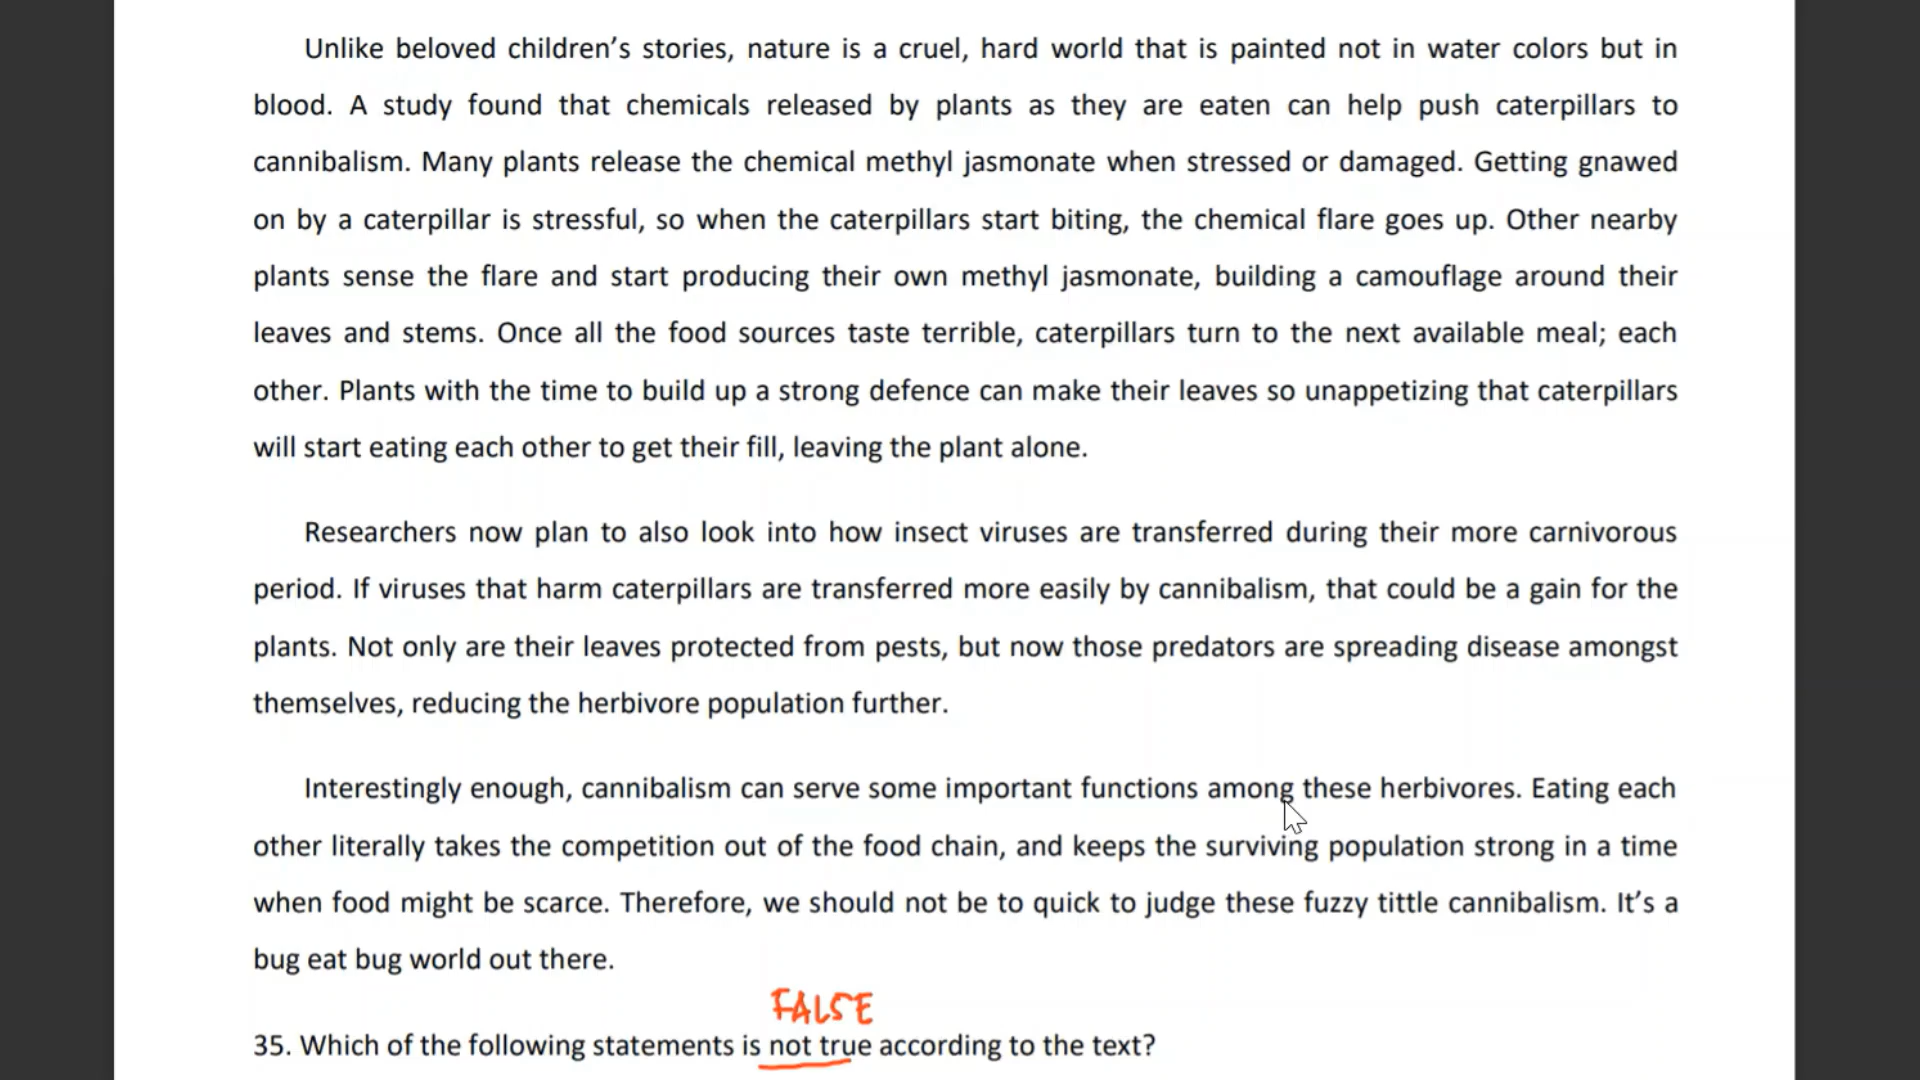 Unlike beloved children’s stories, nature is a cruel, hard world that is painted not in water colors but in
blood. A study found that chemicals released by plants as they are eaten can help push caterpillars to
cannibalism. Many plants release the chemical methyl jasmonate when stressed or damaged. Getting gnawed
on by a caterpillar is stressful, so when the caterpillars start biting, the chemical flare goes up. Other nearby
plants sense the flare and start producing their own methyl jasmonate, building a camouflage around their
leaves and stems. Once all the food sources taste terrible, caterpillars turn to the next available meal; each
other. Plants with the time to build up a strong defence can make their leaves so unappetizing that caterpillars
will start eating each other to get their fill, leaving the plant alone.
Researchers now plan to also look into how insect viruses are transferred during their more carnivorous
period. If viruses that harm caterpillars are transferred more easily by cannibalism, that could be a gain for the
plants. Not only are their leaves protected from pests, but now those predators are spreading disease amongst
themselves, reducing the herbivore population further.
Interestingly enough, cannibalism can serve some important functions among these herbivores. Eating each
other literally takes the competition out of the food chain, and keeps the surviving population strong in a time
when food might be scarce. Therefore, we should not be to quick to judge these fuzzy tittle cannibalism. It’s a
bug eat bug world out there.
FALSE
35. Which of the following statements is not true according to the text?